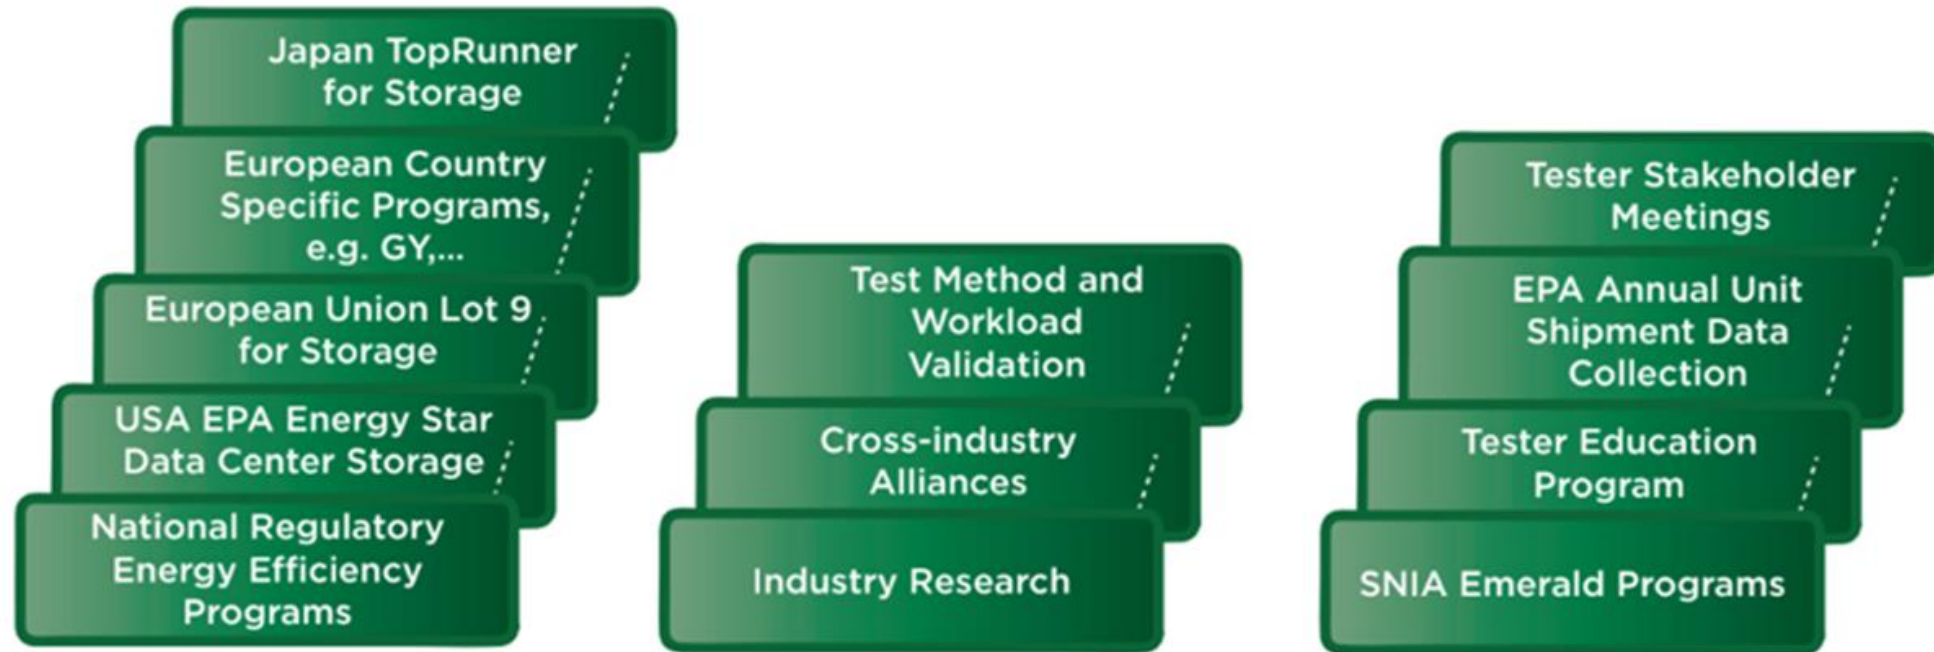 Japan TopRunner
for Storage
European Country
Specific Programs,
e.g. GY,...
European Union Lot 9
for Storage
USA EPA Energy Star
Data Center Storage
National Regulatory
Energy Efficiency
Programs
Test Method and
Workload
Validation
Cross-industry
Alliances
Industry Research
Tester Stakeholder
Meetings
EPA Annual Unit
Shipment Data
Collection
Tester Education
Program
SNIA Emerald Programs